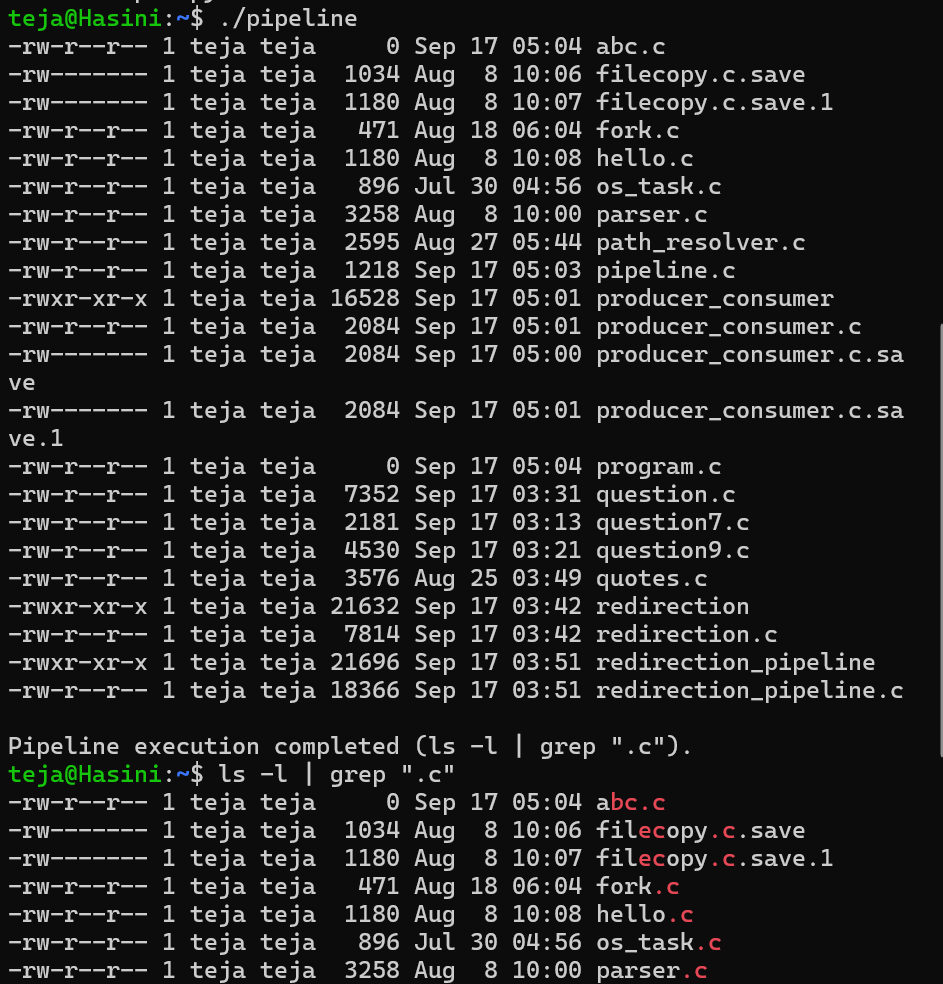 teja@Hasini:~$ ./pipeline
-rw-r--r-- 1 teja teja     0 Sep 17 05:04 abc.c
-rw------- 1 teja teja  1034 Aug  8 10:06 filecopy.c.save
-rw------- 1 teja teja  1180 Aug  8 10:07 filecopy.c.save.1
-rw-r--r-- 1 teja teja   471 Aug 18 06:04 fork.c
-rw-r--r-- 1 teja teja  1180 Aug  8 10:08 hello.c
-rw-r--r-- 1 teja teja   896 Jul 30 04:56 os_task.c
-rw-r--r-- 1 teja teja  3258 Aug  8 10:00 parser.c
-rw-r--r-- 1 teja teja  2595 Aug 27 05:44 path_resolver.c
-rw-r--r-- 1 teja teja  1218 Sep 17 05:03 pipeline.c
-rwxr-xr-x 1 teja teja 16528 Sep 17 05:01 producer_consumer
-rw-r--r-- 1 teja teja  2084 Sep 17 05:01 producer_consumer.c
-rw------- 1 teja teja  2084 Sep 17 05:00 producer_consumer.c.sa
ve
-rw------- 1 teja teja  2084 Sep 17 05:01 producer_consumer.c.sa
ve.1
-rw-r--r-- 1 teja teja     0 Sep 17 05:04 program.c
-rw-r--r-- 1 teja teja  7352 Sep 17 03:31 question.c
-rw-r--r-- 1 teja teja  2181 Sep 17 03:13 question7.c
-rw-r--r-- 1 teja teja  4530 Sep 17 03:21 question9.c
-rw-r--r-- 1 teja teja  3576 Aug 25 03:49 quotes.c
-rwxr-xr-x 1 teja teja 21632 Sep 17 03:42 redirection
-rw-r--r-- 1 teja teja  7814 Sep 17 03:42 redirection.c
-rwxr-xr-x 1 teja teja 21696 Sep 17 03:51 redirection_pipeline
-rw-r--r-- 1 teja teja 18366 Sep 17 03:51 redirection_pipeline.c
Pipeline execution completed (ls -l | grep ".c").
teja@Hasini:~$ ls -l | grep ".c"
-rw-r--r-- 1 teja teja     0 Sep 17 05:04 abc.c
-rw------- 1 teja teja  1034 Aug  8 10:06 filecopy.c.save
-rw------- 1 teja teja  1180 Aug  8 10:07 filecopy.c.save.1
-rw-r--r-- 1 teja teja   471 Aug 18 06:04 fork.c
-rw-r--r-- 1 teja teja  1180 Aug  8 10:08 hello.c
-rw-r--r-- 1 teja teja   896 Jul 30 04:56 os_task.c
-rw-r--r-- 1 teja teja  3258 Aug  8 10:00 parser.c